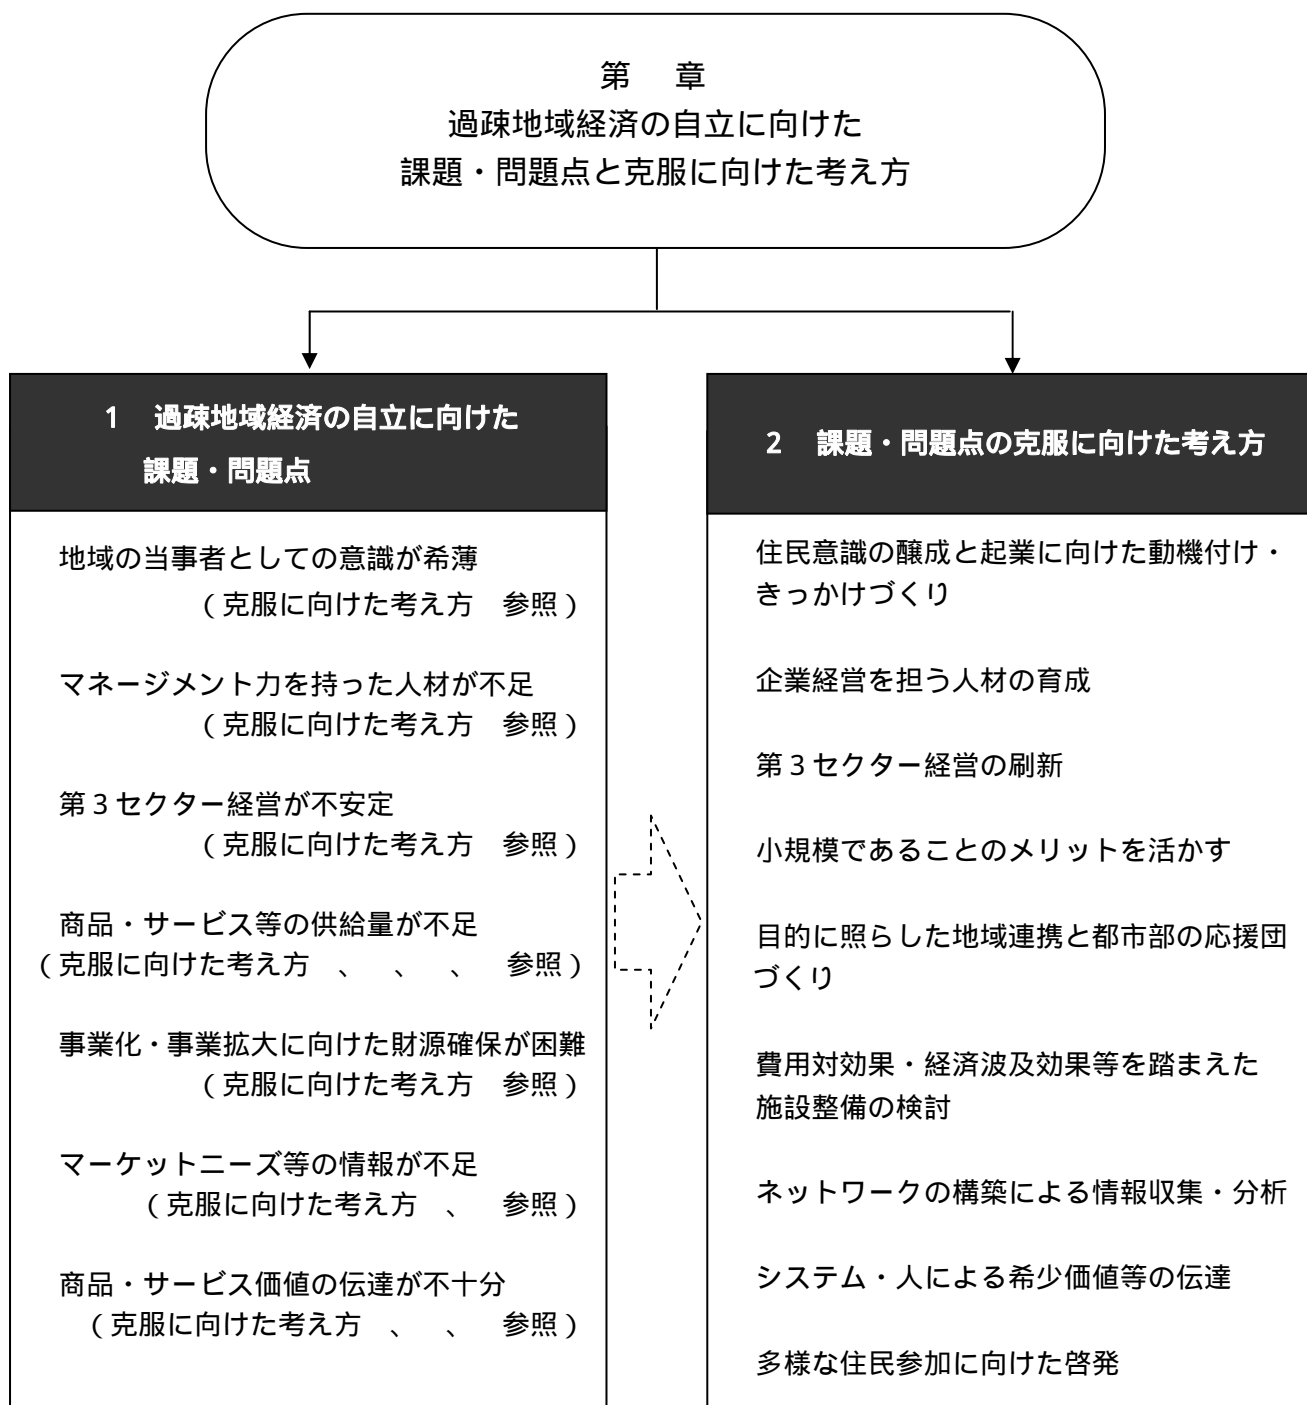 第　章
過疎地域経済の自立に向けた
課題・問題点と克服に向けた考え方
1　過疎地域経済の自立に向けた
課題・問題点
地域の当事者としての意識が希薄
（克服に向けた考え方　参照）
マネージメント力を持った人材が不足
（克服に向けた考え方　参照）
第３セクター経営が不安定
（克服に向けた考え方　参照）
商品・サービス等の供給量が不足
（克服に向けた考え方　、　、　、　参照）
事業化・事業拡大に向けた財源確保が困難
（克服に向けた考え方　参照）
マーケットニーズ等の情報が不足
（克服に向けた考え方　、　参照）
商品・サービス価値の伝達が不十分
（克服に向けた考え方　、　、　参照）
2　課題・問題点の克服に向けた考え方
住民意識の醸成と起業に向けた動機付け・
きっかけづくり
企業経営を担う人材の育成
第３セクター経営の刷新
小規模であることのメリットを活かす
目的に照らした地域連携と都市部の応援団
づくり
費用対効果・経済波及効果等を踏まえた
施設整備の検討
ネットワークの構築による情報収集・分析
システム・人による希少価値等の伝達
多様な住民参加に向けた啓発